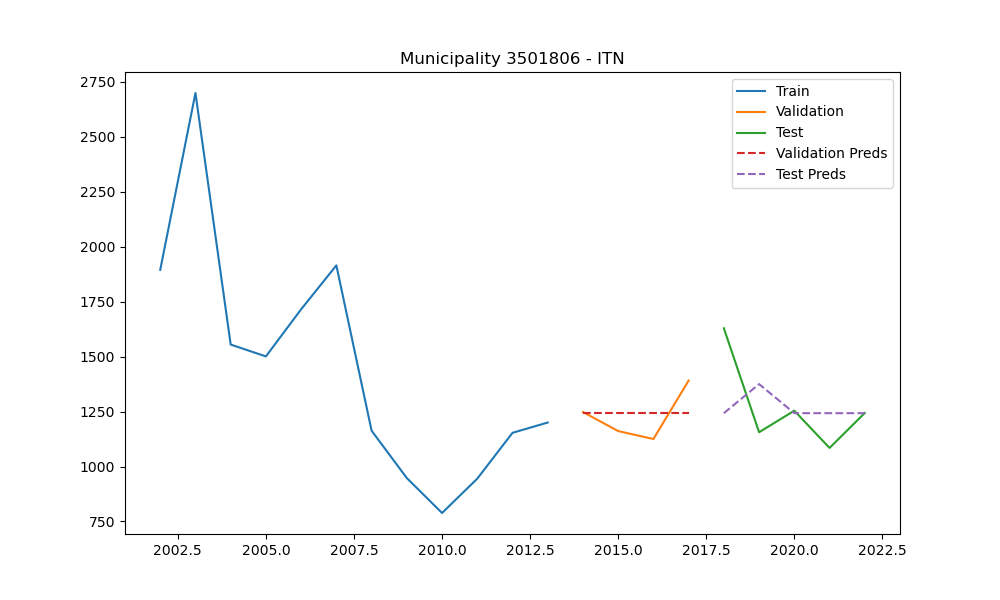 Municipality 3501806 - ITN
Train
Validation
Test
Validation Preds
Test Preds
2750
2500
2250
2000
1750
1500
1250
1000
750
2002.5 2005.0 2007.5 2010.0 2012.5 2015.0 2017.5 2020.0 2022.5